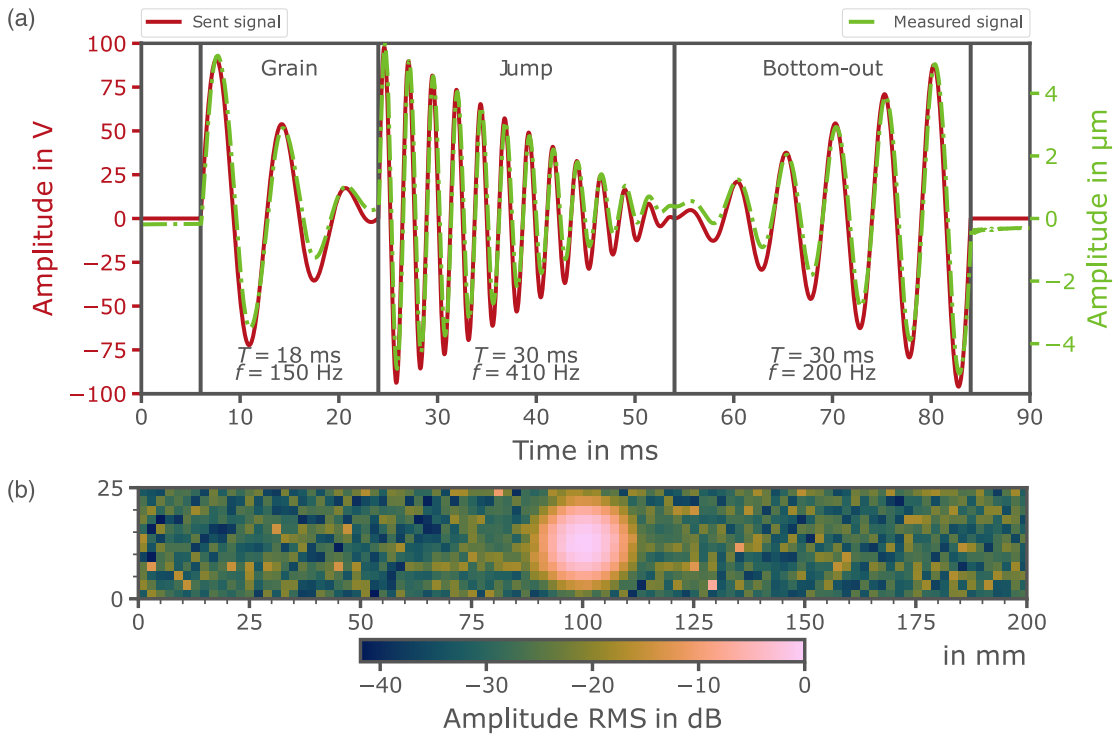 (a)
Sent signal
Measured signal
Grain
Jump
Bottom-out
100
75
50
25
0
−25
−50
−75
−100
Amplitude in V
4
2
0
−2
−4
Amplitude in µm
T = 18 ms
f = 150 Hz
T = 30 ms
f = 410 Hz
T = 30 ms
f = 200 Hz
0 10 20 30 40 50 60 70 80 90
Time in ms
(b)
25
0
0 25 50 75 100 125 150 175 200
in mm
−40 −30 −20 −10 0
Amplitude RMS in dB